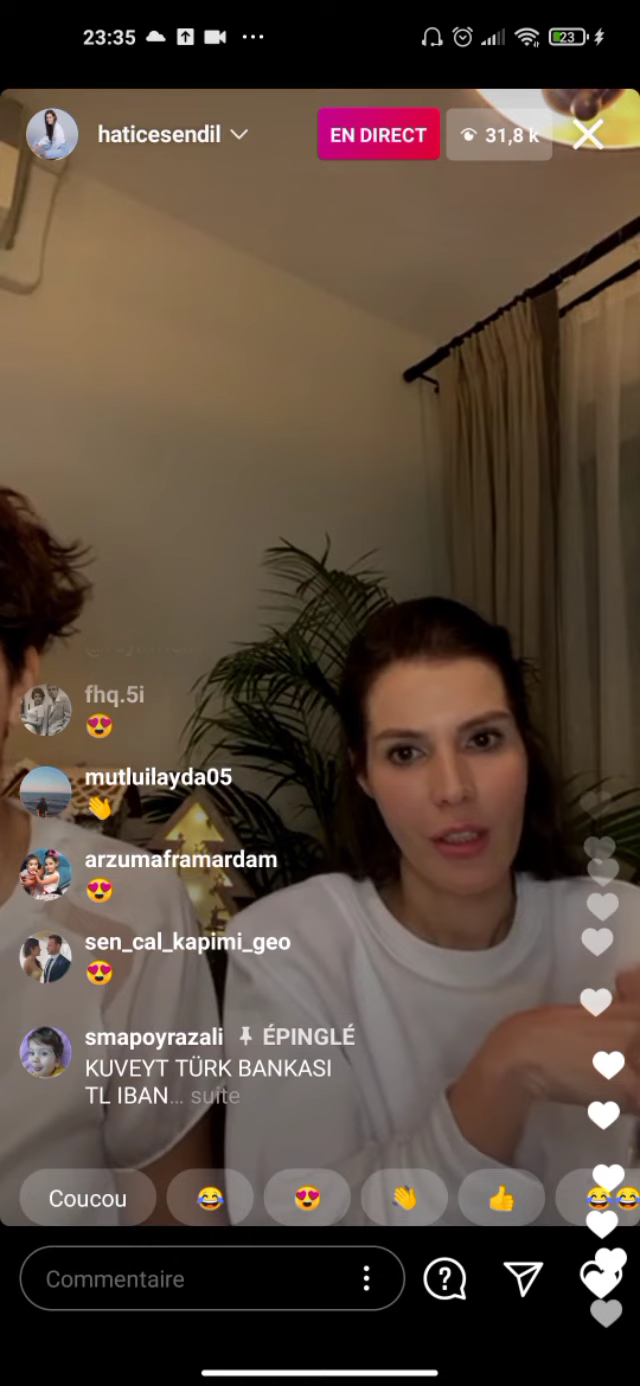 23:35
23
haticesendil
EN DIRECT
31,8 k
fhq.5i
😍
mutluilayda05
👋
arzumaframardam
😍
sen_cal_kapimi_geo
😍
smapoyrazali ÉPINGLÉ
KUVEYT TÜRK BANKASI
TL IBAN... suite
Coucou 😂 😍 👋 👍 😂😂
Commentaire